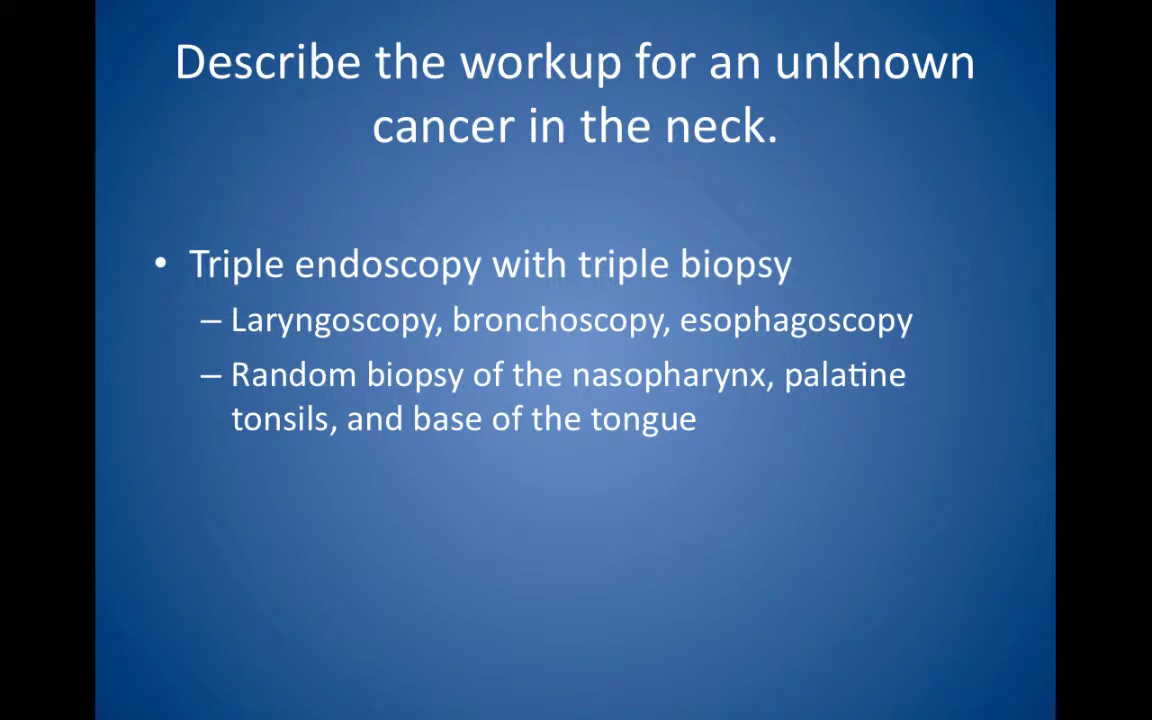 Describe the workup for an unknown
cancer in the neck.
• Triple endoscopy with triple biopsy
– Laryngoscopy, bronchoscopy, esophagoscopy
– Random biopsy of the nasopharynx, palatine
tonsils, and base of the tongue